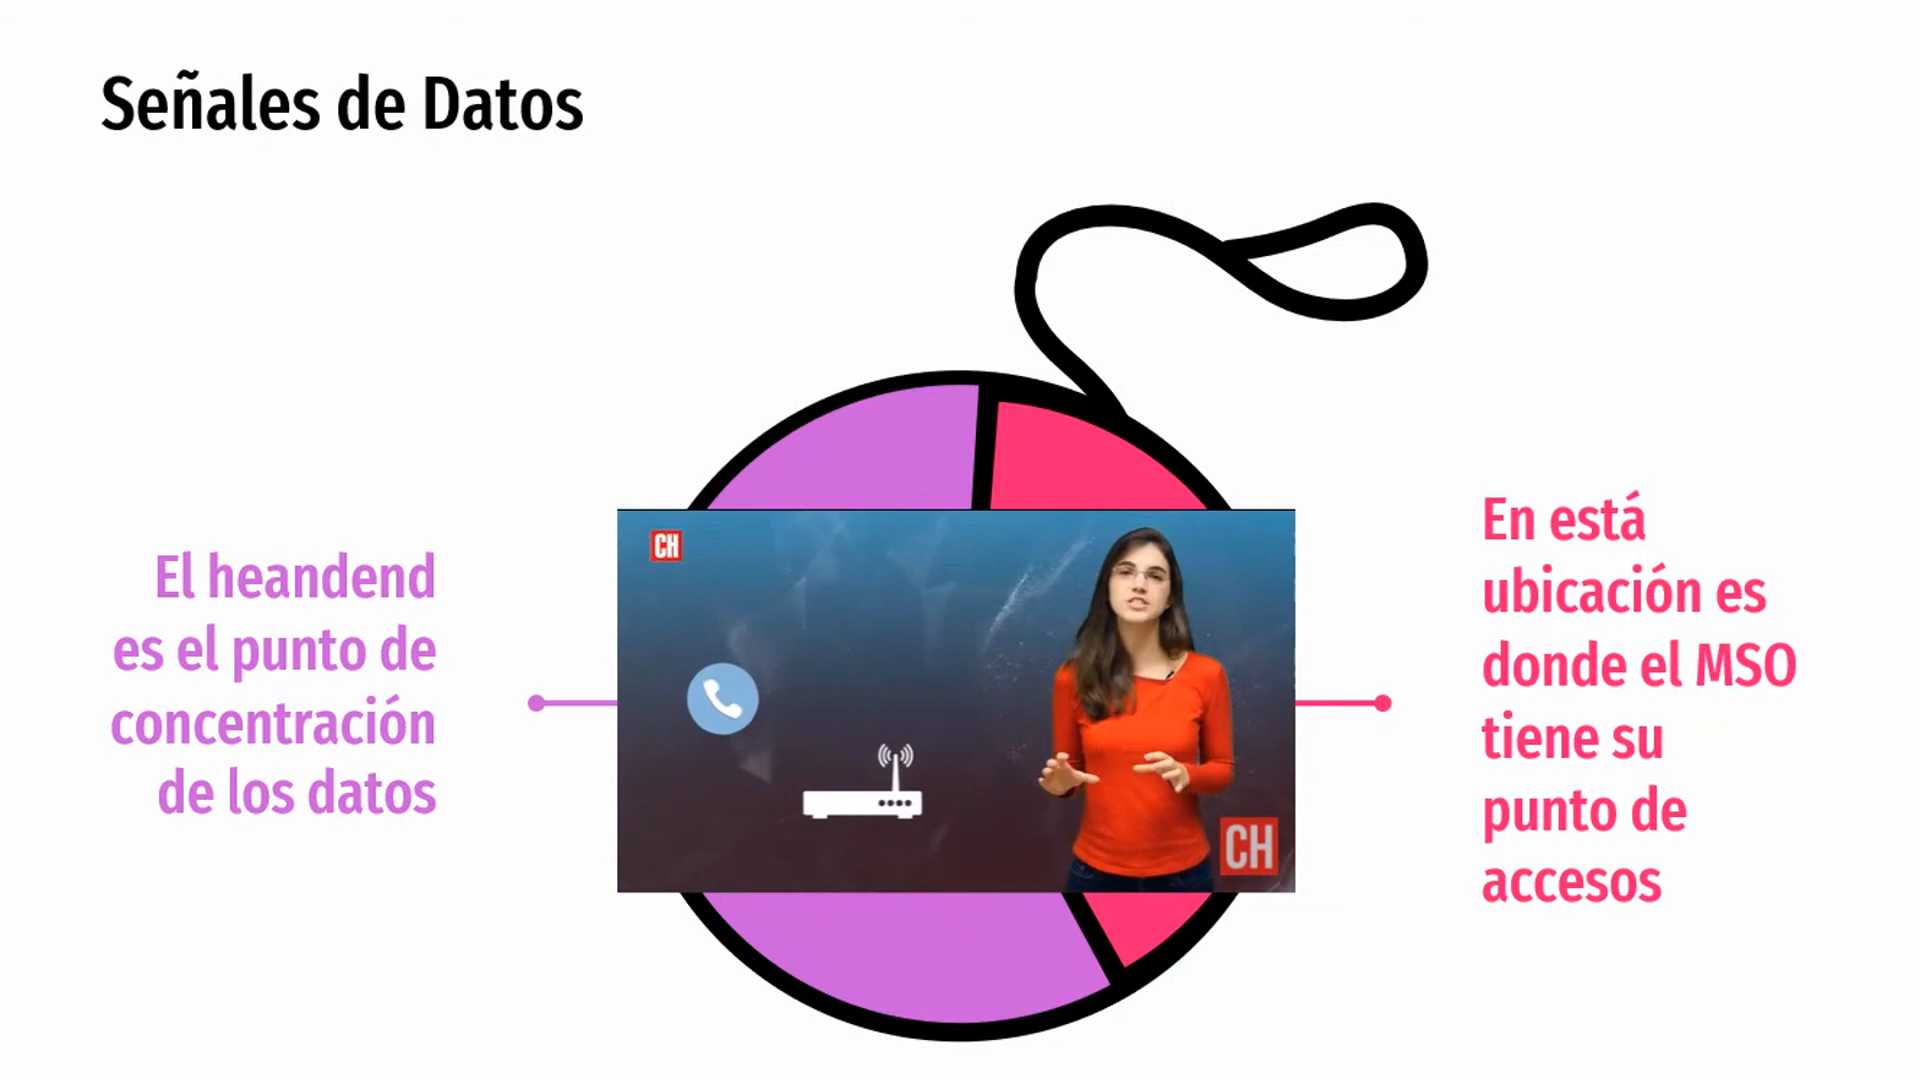 Señales de Datos
El heandend
es el punto de
concentración
de los datos
CH
CH
En está
ubicación es
donde el MSO
tiene su
punto de
accesos